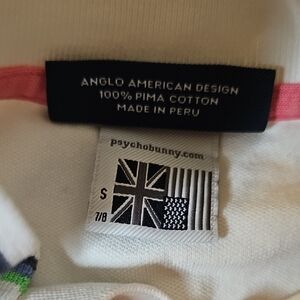 ANGLO AMERICAN DESIGN
100% PIMA COTTON
MADE IN PERU
psychobunny.com
S
7/8